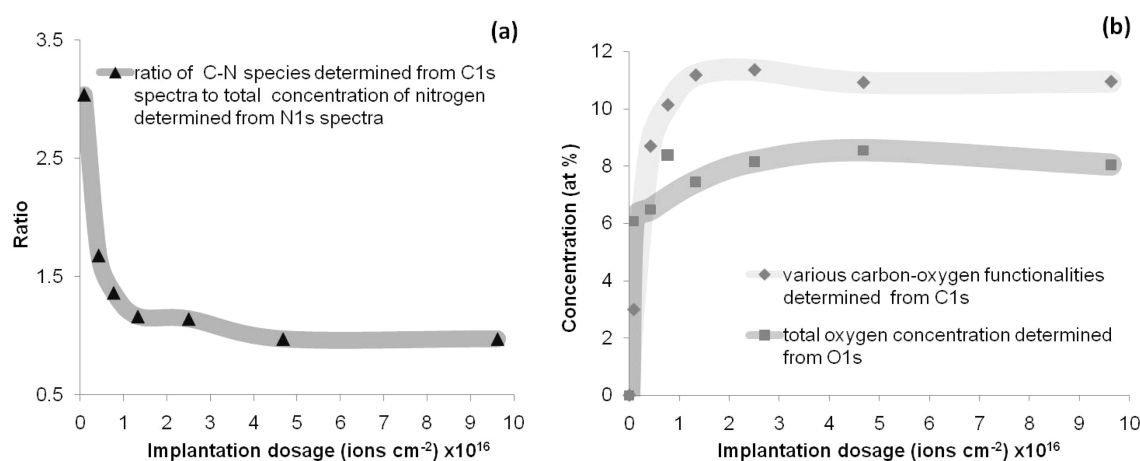 (a)
3.5
2.5
1.5
0.5
Ratio
ratio of C-N species determined from C1s
spectra to total concentration of nitrogen
determined from N1s spectra
0 1 2 3 4 5 6 7 8 9 10
Implantation dosage (ions cm-2) x10¹⁶
(b)
12
10
8
6
4
2
0
Concentration (at %)
various carbon-oxygen functionalities
determined from C1s
total oxygen concentration determined
from O1s
0 1 2 3 4 5 6 7 8 9 10
Implantation dosage (ions cm-2) x10¹⁶